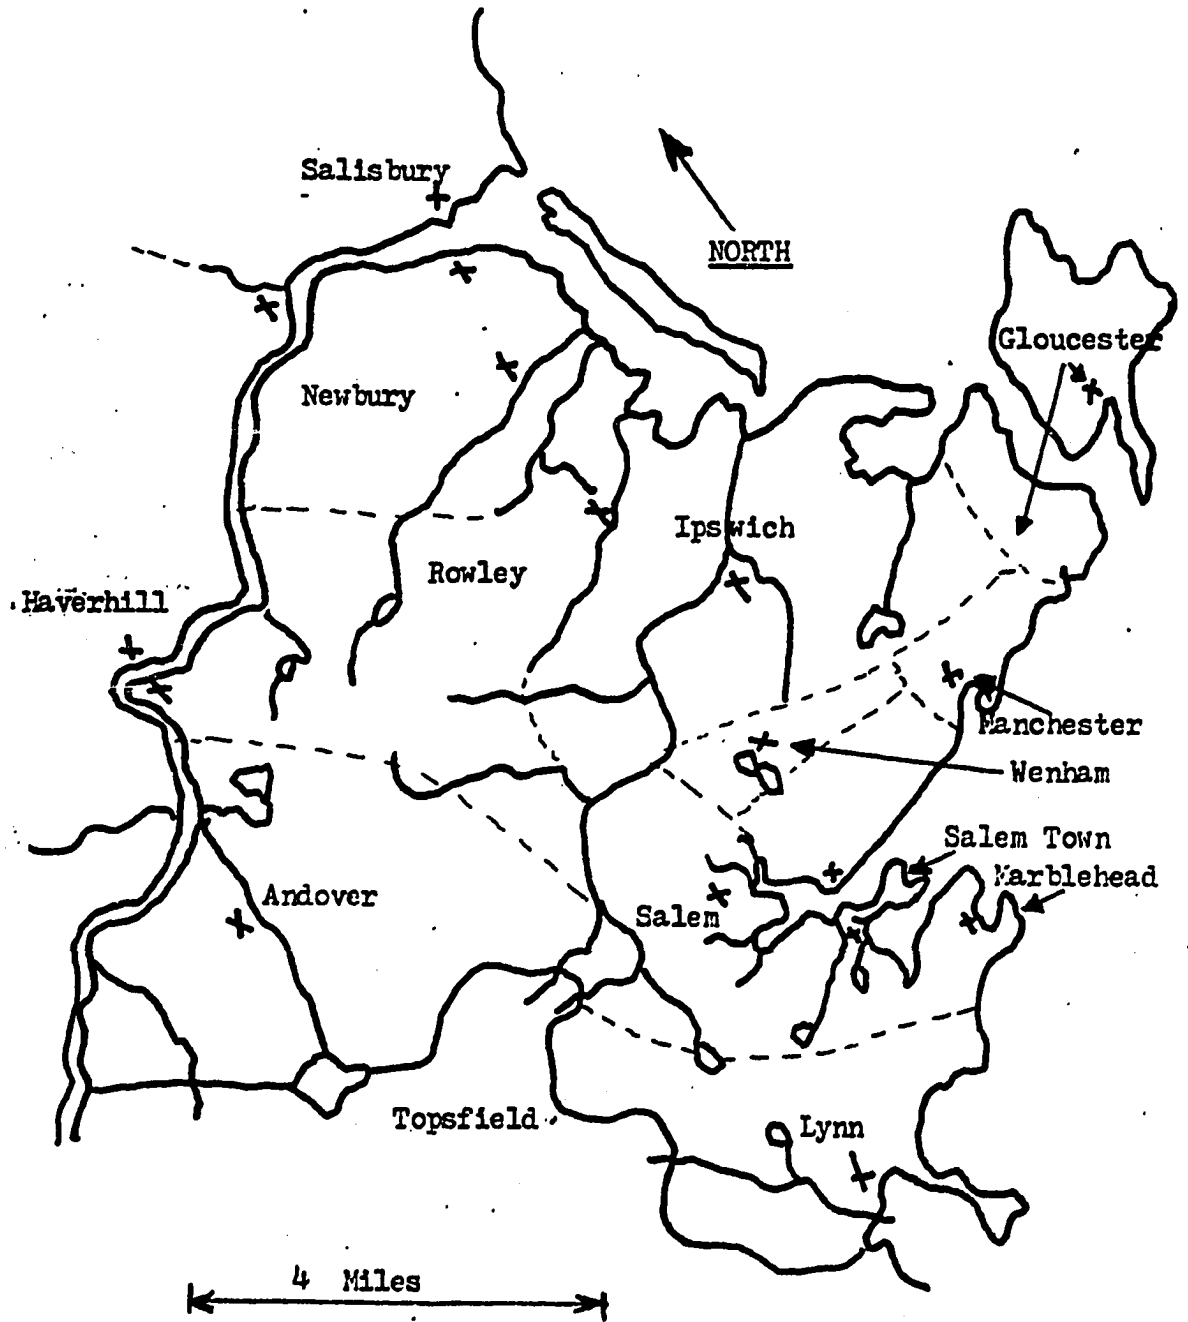 Salisbury
NORTH
Gloucester
Newbury
Ipswich
Rowley
Haverhill
Manchester
Wenham
Salem Town
Marblehead
Andover
Salem
Topsfield
Lynn
4 Miles